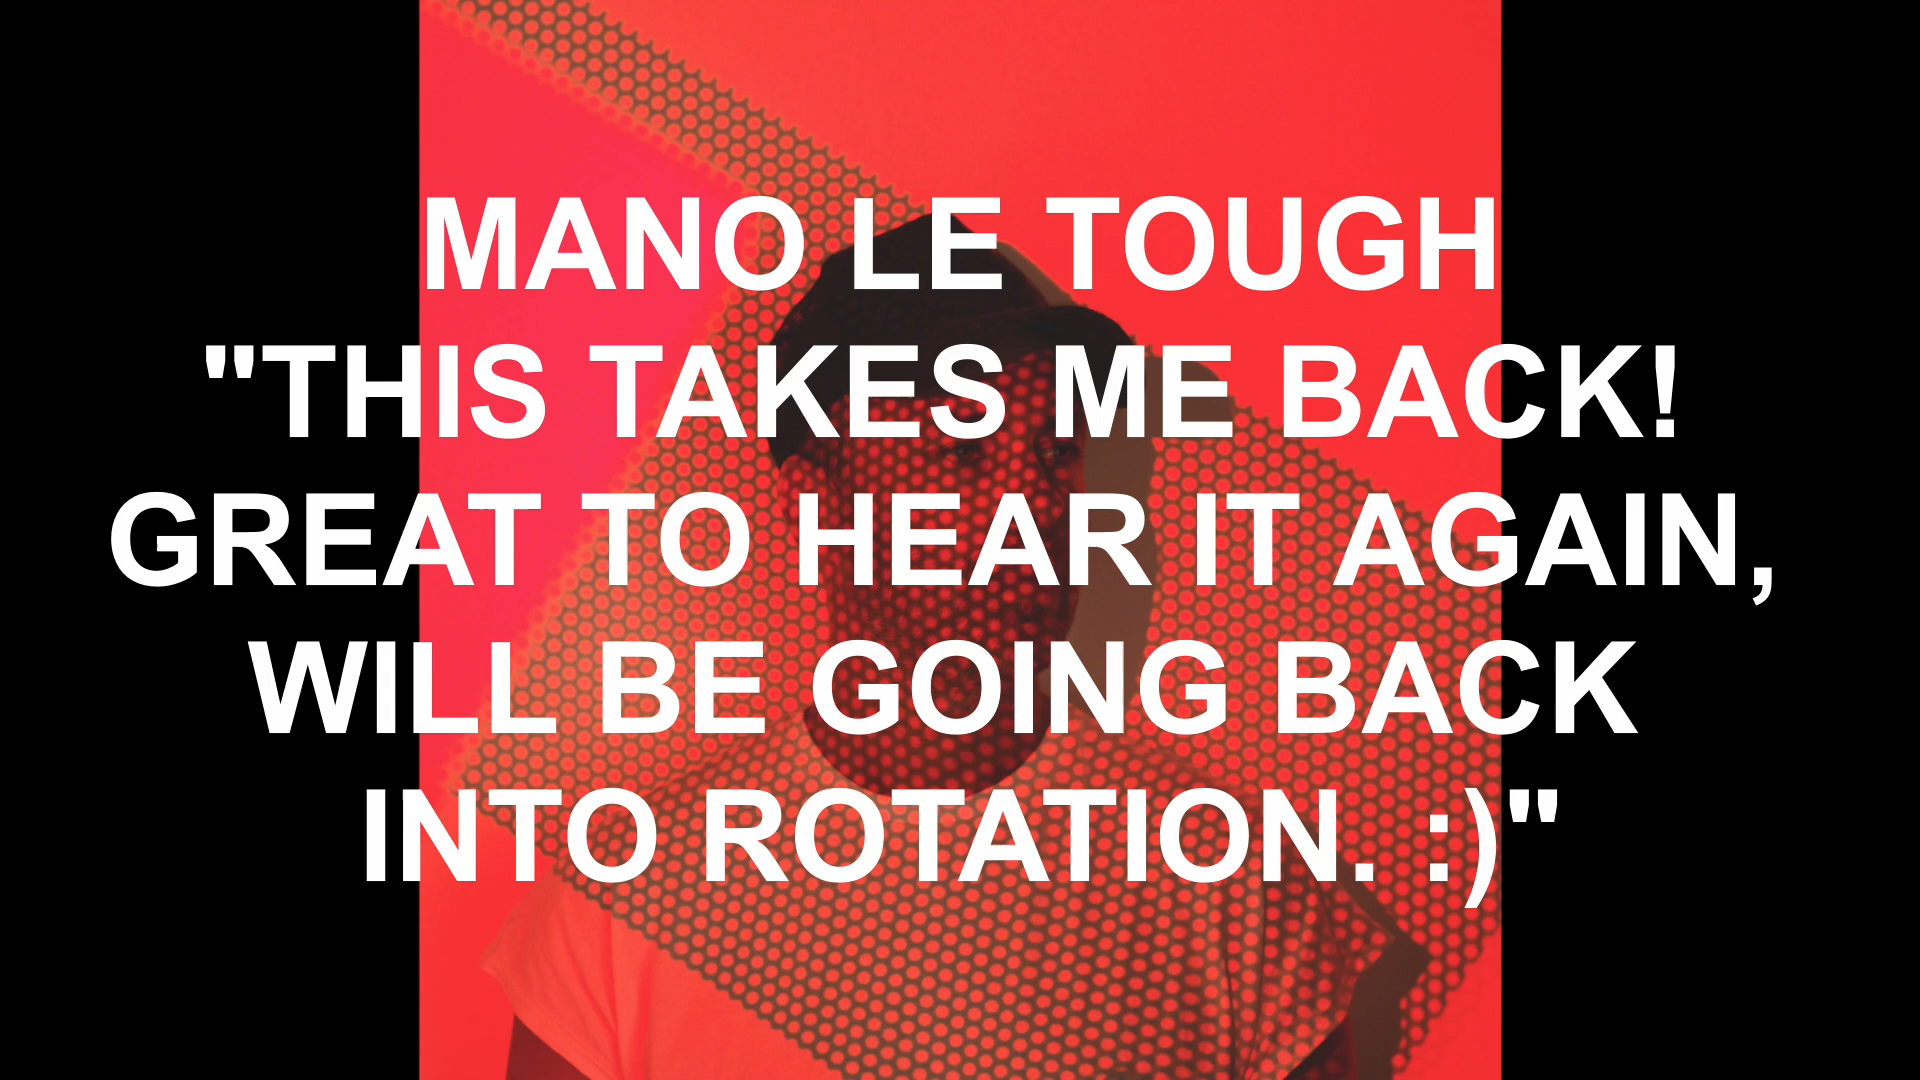 MANO LE TOUGH
"THIS TAKES ME BACK!
GREAT TO HEAR IT AGAIN,
WILL BE GOING BACK
INTO ROTATION. :)"